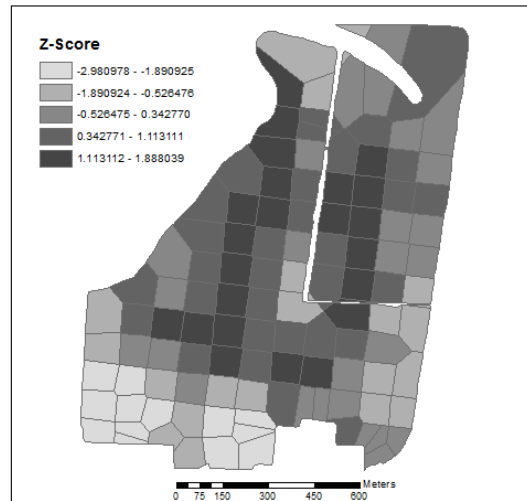 Z-Score
-2.980978 - -1.890925
-1.890924 - -0.526476
-0.526475 - 0.342770
0.342771 - 1.113111
1.113112 - 1.888039
Meters
0 75 150 300 450 600